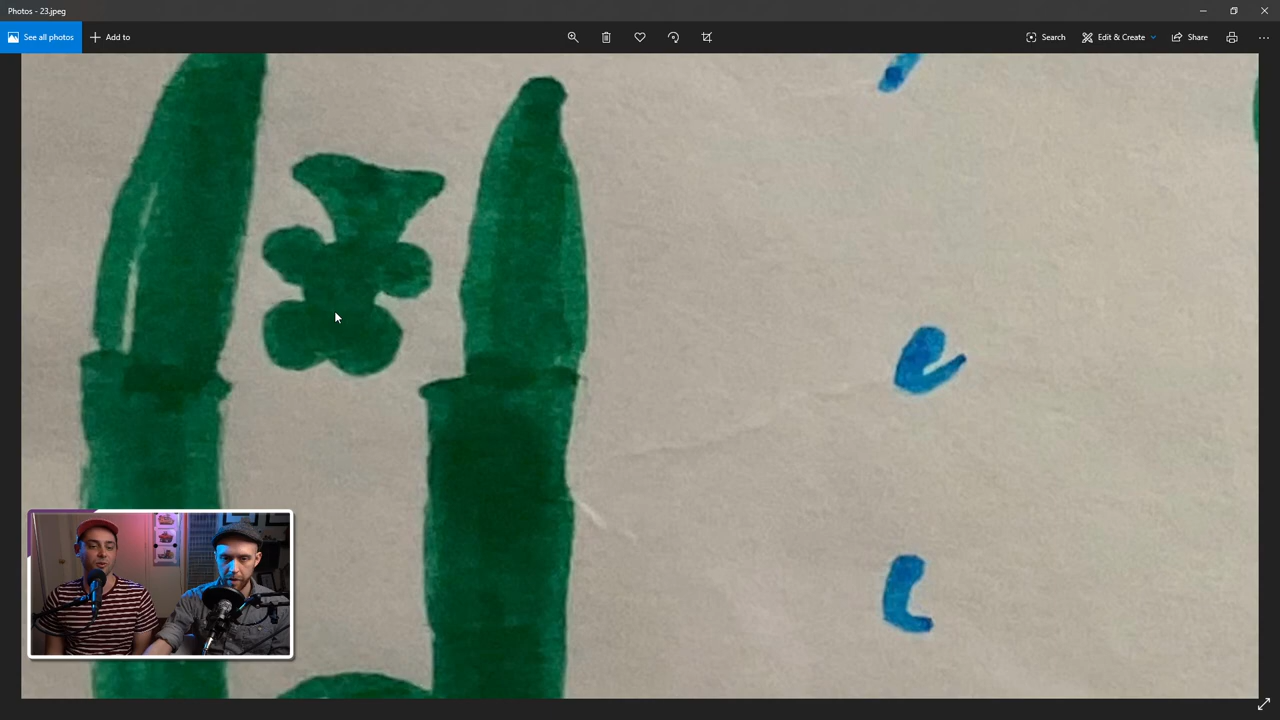 Photos - 23.jpeg
See all photos
Add to
Search
Edit & Create
Share